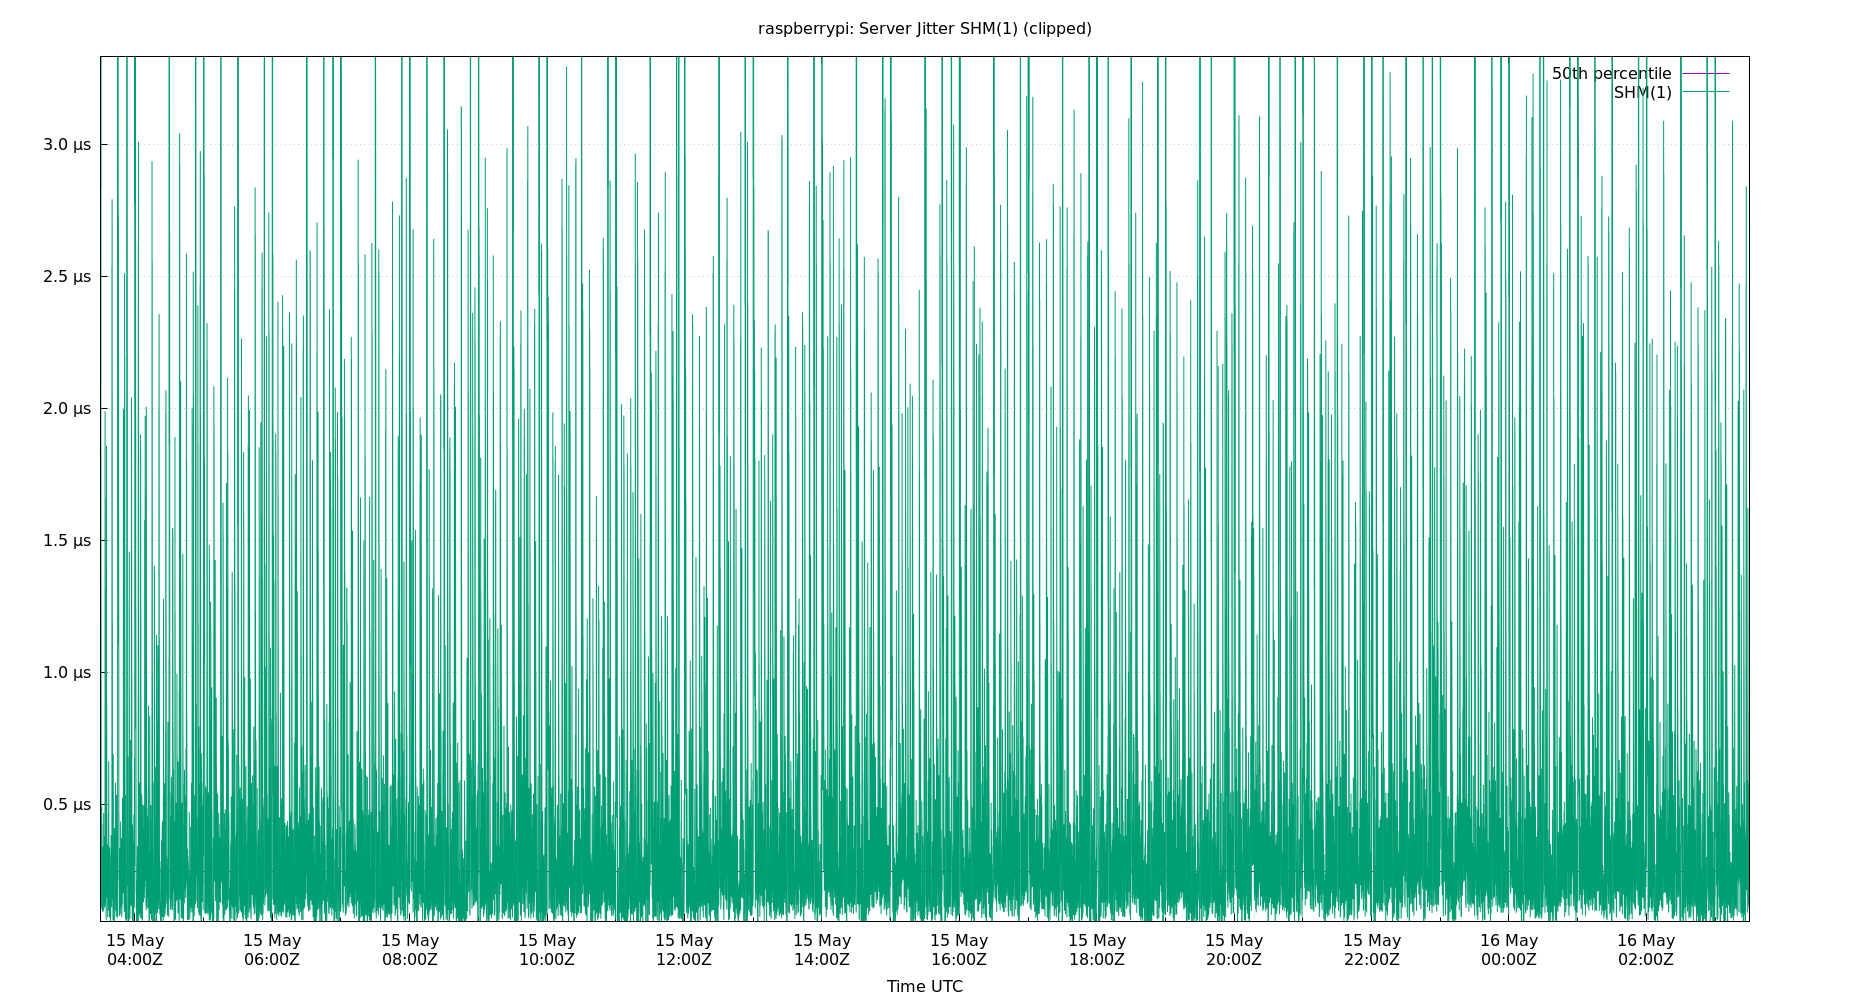 raspberrypi: Server Jitter SHM(1) (clipped)
50th percentile
SHM(1)
3.0 µs
2.5 µs
2.0 µs
1.5 µs
1.0 µs
0.5 µs
15 May 15 May 15 May 15 May 15 May 15 May 15 May 15 May 15 May 15 May 16 May 16 May
04:00Z 06:00Z 08:00Z 10:00Z 12:00Z 14:00Z 16:00Z 18:00Z 20:00Z 22:00Z 00:00Z 02:00Z
Time UTC